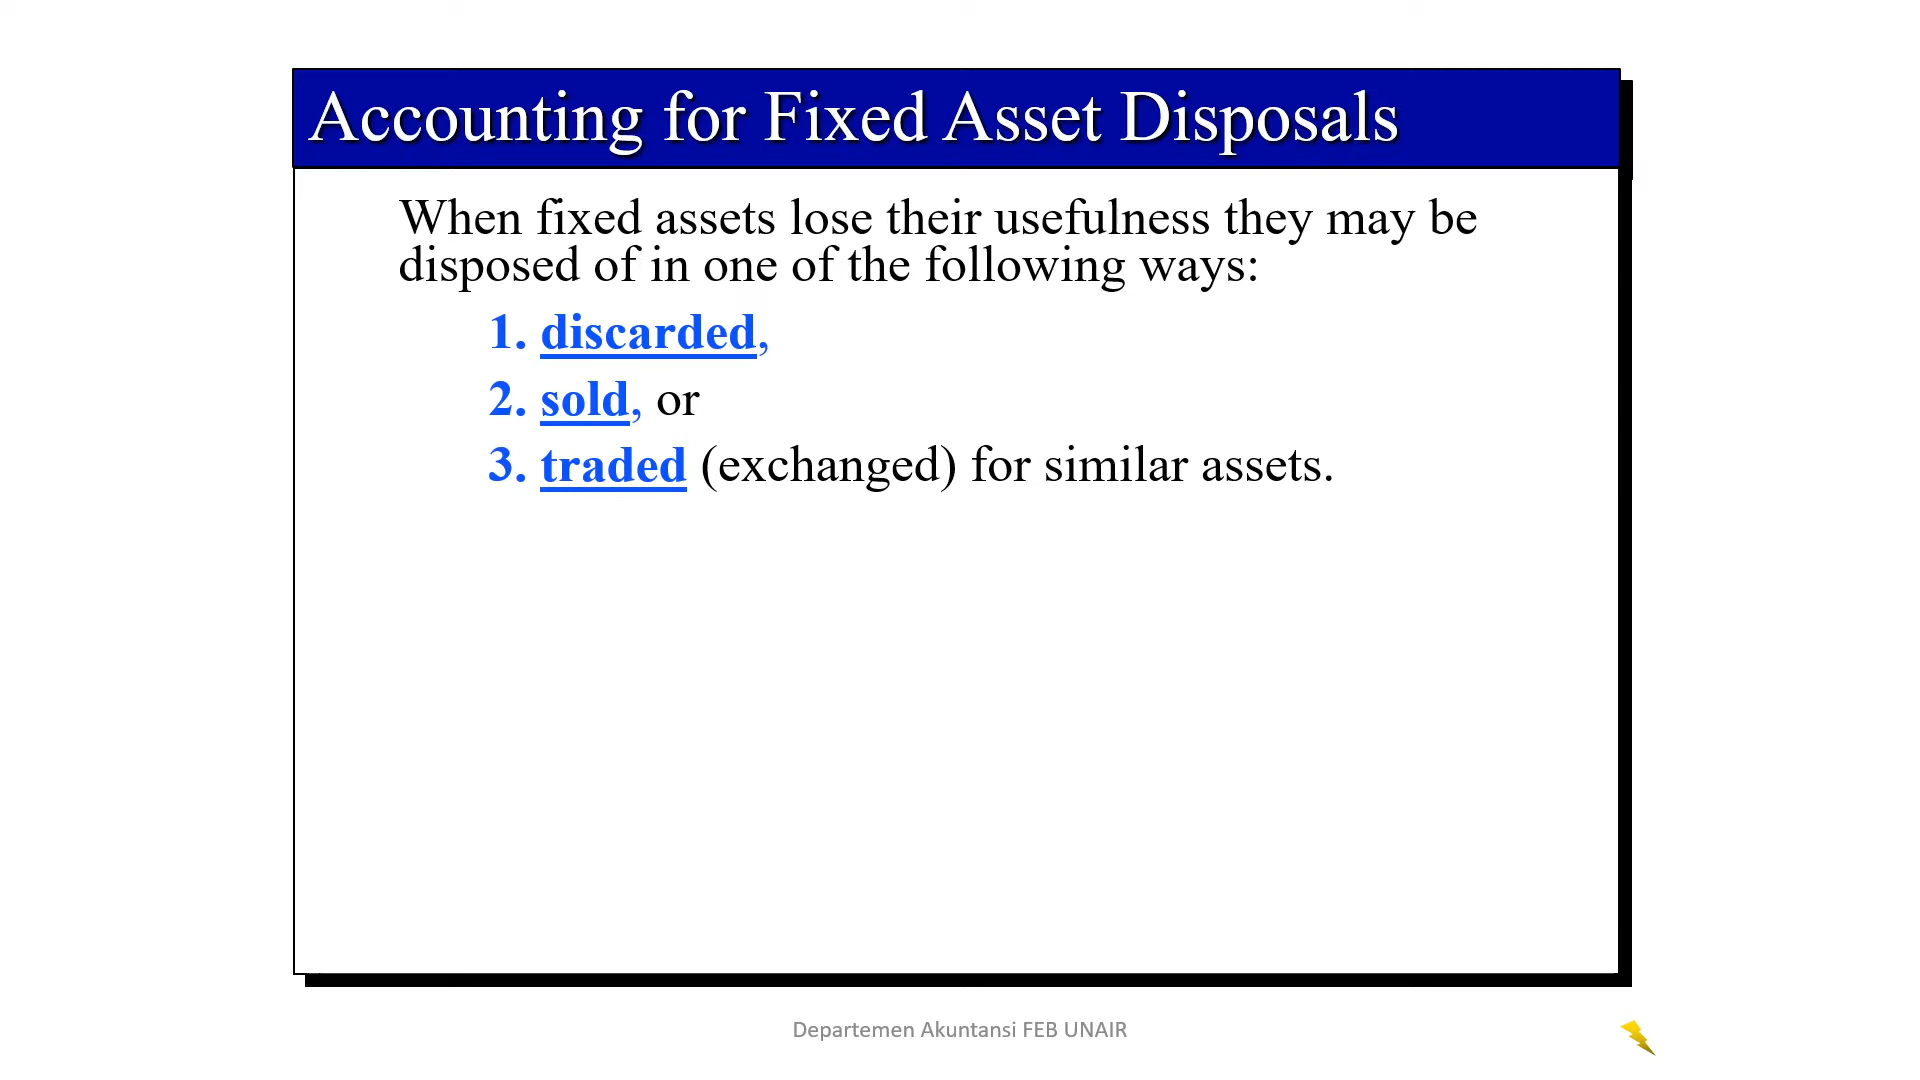 Accounting for Fixed Asset Disposals
When fixed assets lose their usefulness they may be
disposed of in one of the following ways:
1. discarded,
2. sold, or
3. traded (exchanged) for similar assets.
Departemen Akuntansi FEB UNAIR